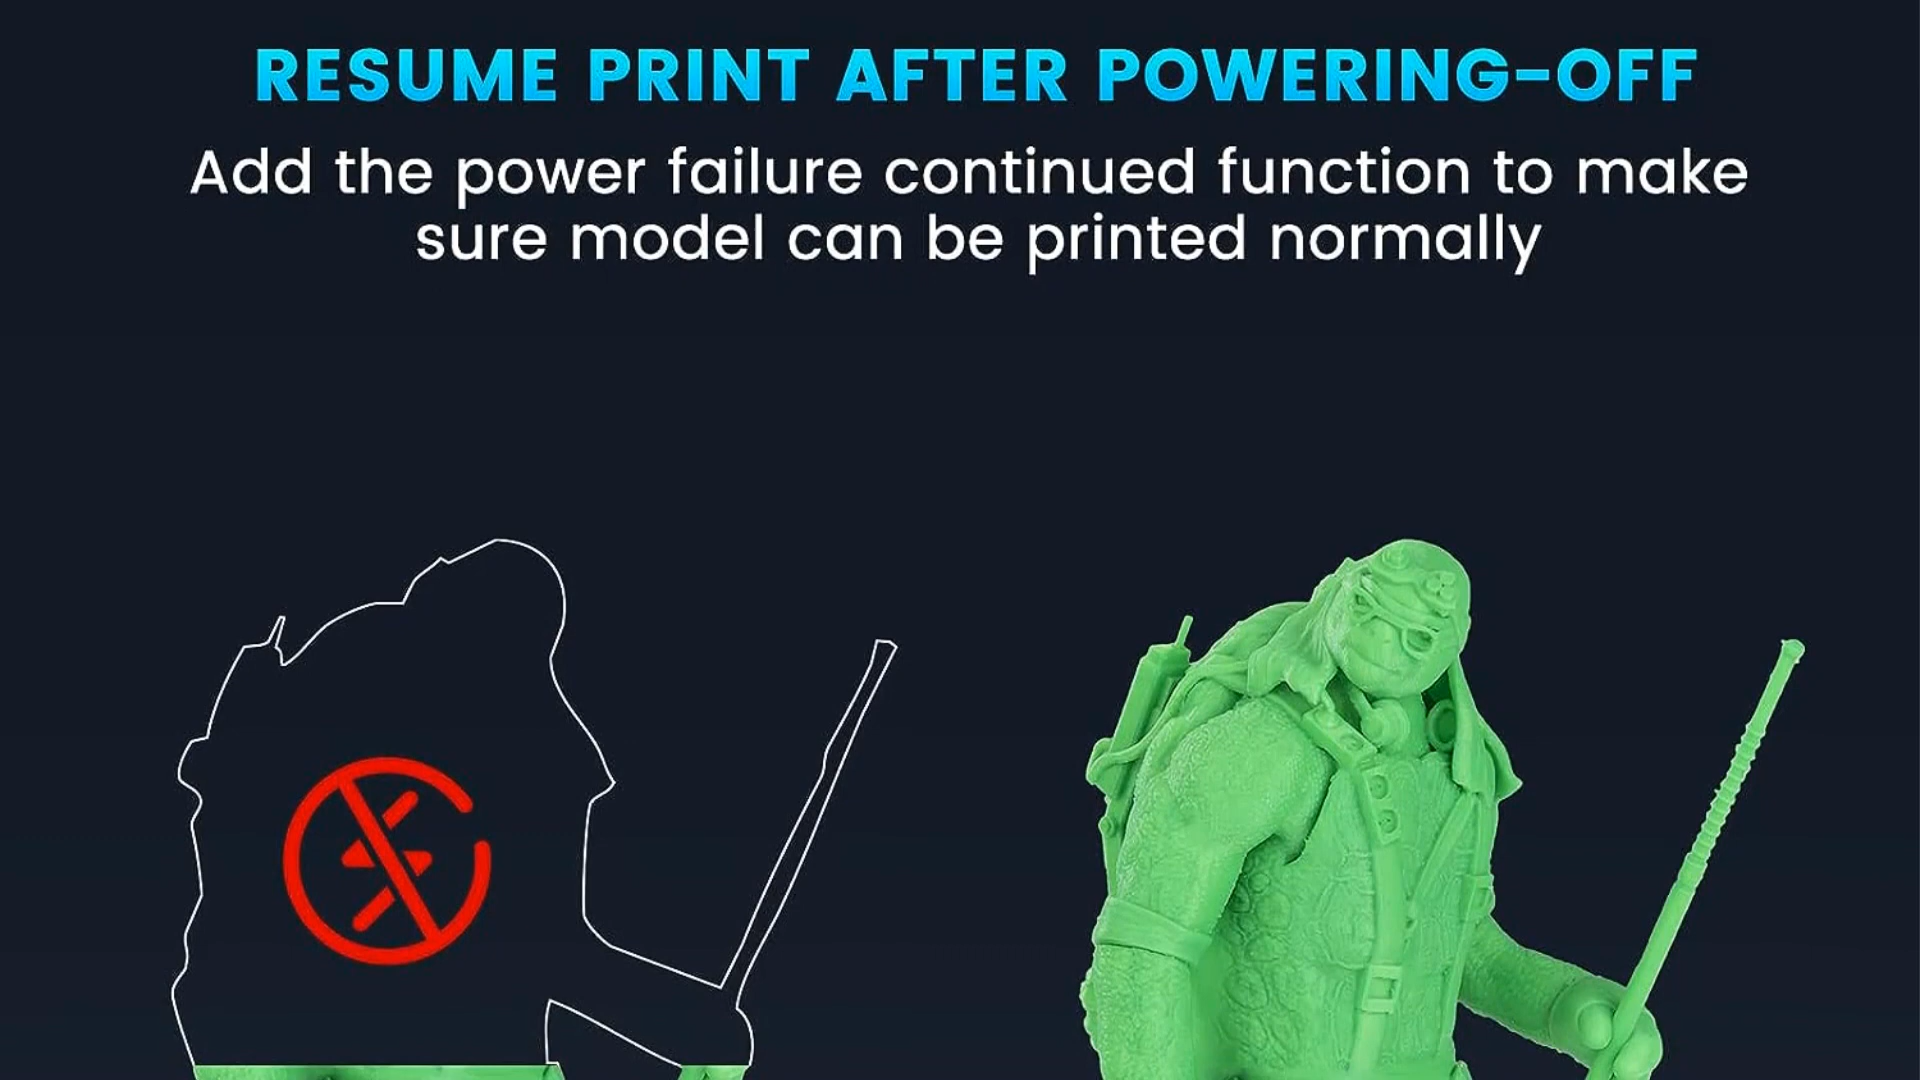 RESUME PRINT AFTER POWERING-OFF
Add the power failure continued function to make
sure model can be printed normally